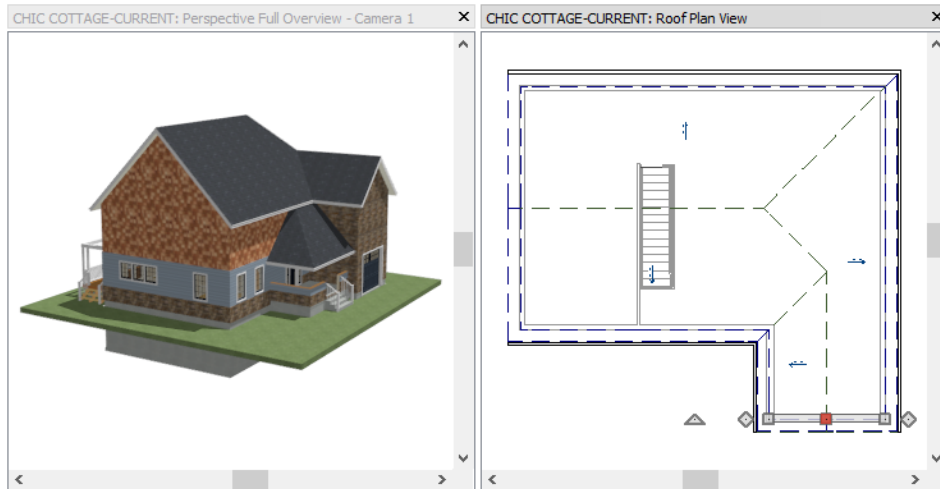 CHIC COTTAGE-CURRENT: Perspective Full Overview - Camera 1
CHIC COTTAGE-CURRENT: Roof Plan View